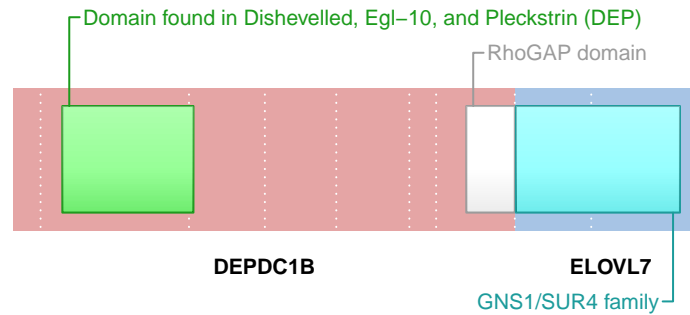 Domain found in Dishevelled, Egl−10, and Pleckstrin (DEP)
RhoGAP domain
DEPDC1B
ELOVL7
GNS1/SUR4 family